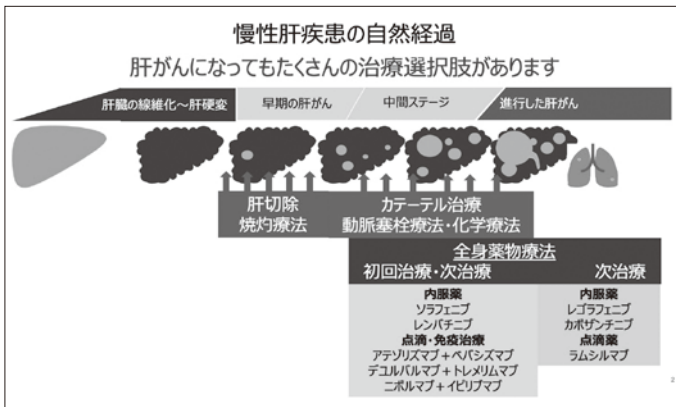 慢性肝疾患の自然経過
肝がんになってもたくさんの治療選択肢があります
肝臓の線維化～肝硬変
早期の肝がん
中間ステージ
進行した肝がん
肝切除
焼灼療法
カテーテル治療
動脈塞栓療法・化学療法
全身薬物療法
初回治療・次治療
内服薬
ソラフェニブ
レンバチニブ
点滴・免疫治療
アテゾリズマブ＋ベバシズマブ
デュルバルマブ＋トレメリムマブ
ニボルマブ＋イピリブマブ
次治療
内服薬
レゴラフェニブ
カボザンチニブ
点滴薬
ラムシルマブ
2